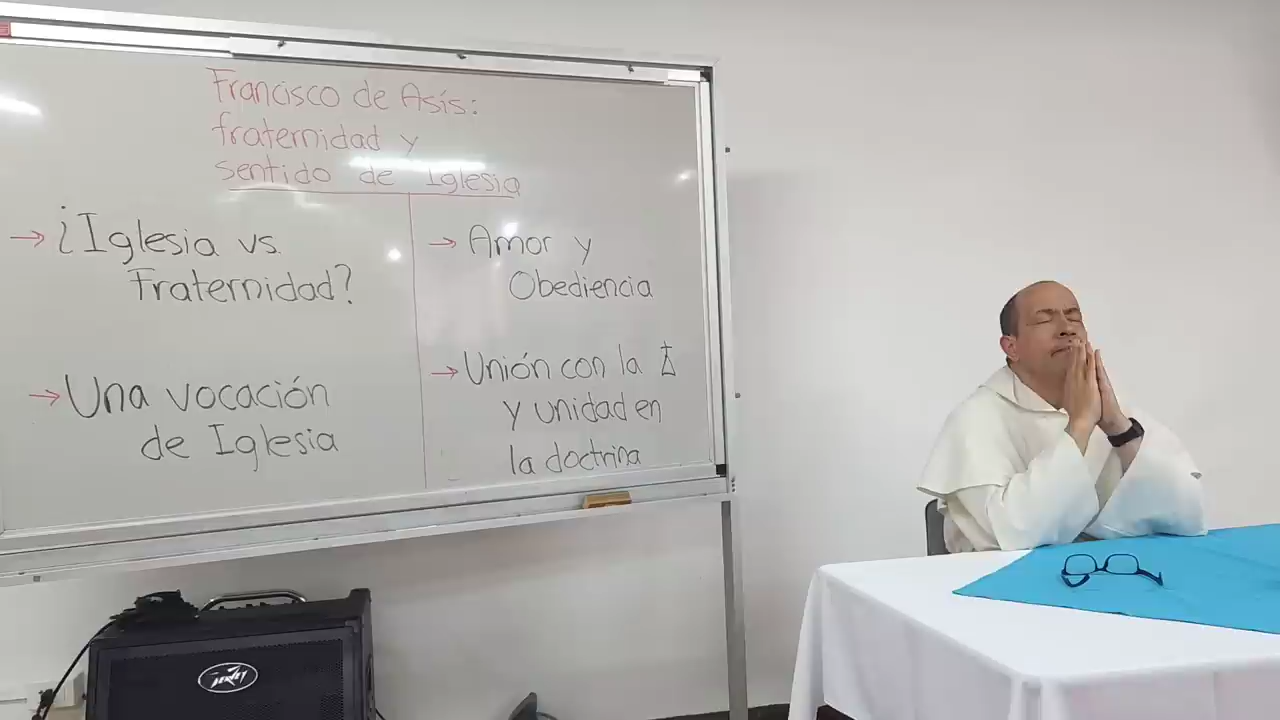 Francisco de Asís:
fraternidad y
sentido de Iglesia
→ ¿Iglesia vs.
Fraternidad?
→ Una vocación
de Iglesia
→ Amor y
Obediencia
→ Unión con la
y unidad en
la doctrina
PEAVEY